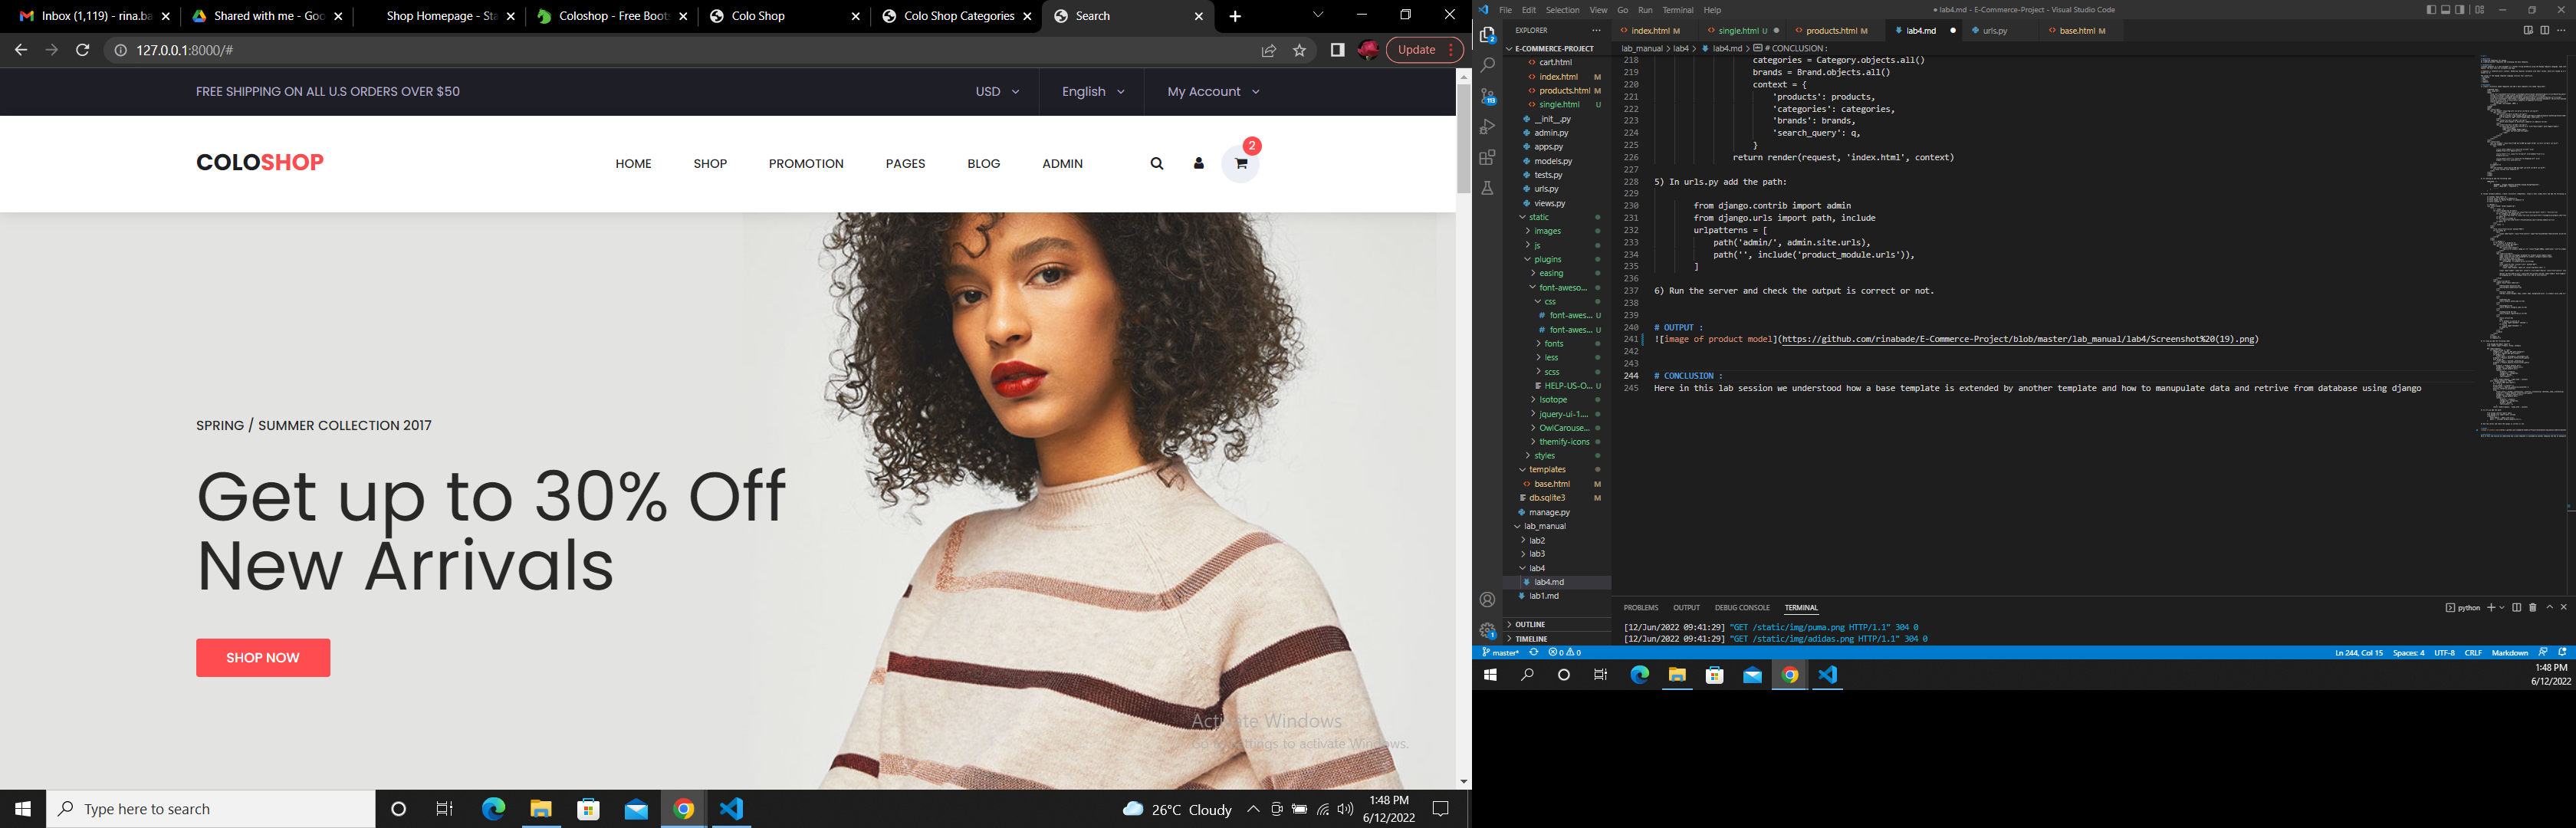 Inbox (1,119) - rina.ba
Shared with me - Goo
Shop Homepage - Sta
Coloshop - Free Boots
Colo Shop
Colo Shop Categories
Search
127.0.0.1:8000/#
Update
FREE SHIPPING ON ALL U.S ORDERS OVER $50
USD
English
My Account
COLOSHOP
HOME
SHOP
PROMOTION
PAGES
BLOG
ADMIN
2
SPRING / SUMMER COLLECTION 2017
Get up to 30% Off
New Arrivals
SHOP NOW
Activate Windows
Go to Settings to activate Windows.
Type here to search
26°C Cloudy
1:48 PM
6/12/2022
File Edit Selection View Go Run Terminal Help
● lab4.md - E-Commerce-Project - Visual Studio Code
EXPLORER
index.html M
single.html U
products.html M
lab4.md
urls.py
base.html M
E-COMMERCE-PROJECT
lab_manual > lab4 > lab4.md > # CONCLUSION :
cart.html
index.html M
products.html M
single.html U
__init__.py
admin.py
apps.py
models.py
tests.py
urls.py
views.py
static
images
js
plugins
easing
font-aweso...
css
# font-awes... U
# font-awes... U
fonts
less
scss
HELP-US-O... U
Isotope
jquery-ui-1....
OwlCarouse...
themify-icons
styles
templates
base.html M
db.sqlite3 M
manage.py
lab_manual
lab2
lab3
lab4
lab4.md
lab1.md
OUTLINE
TIMELINE
218 categories = Category.objects.all()
219 brands = Brand.objects.all()
220 context = {
221 'products': products,
222 'categories': categories,
223 'brands': brands,
224 'search_query': q,
225 }
226 return render(request, 'index.html', context)
227
228 5) In urls.py add the path:
229
230 from django.contrib import admin
231 from django.urls import path, include
232 urlpatterns = [
233 path('admin/', admin.site.urls),
234 path('', include('product_module.urls')),
235 ]
236
237 6) Run the server and check the output is correct or not.
238
239
240 # OUTPUT :
241 ![image of product model](https://github.com/rinabade/E-Commerce-Project/blob/master/lab_manual/lab4/Screenshot%20(19).png)
242
243
244 # CONCLUSION :
245 Here in this lab session we understood how a base template is extended by another template and how to manupulate data and retrive from database using django
PROBLEMS OUTPUT DEBUG CONSOLE TERMINAL
python
[12/Jun/2022 09:41:29] "GET /static/img/puma.png HTTP/1.1" 304 0
[12/Jun/2022 09:41:29] "GET /static/img/adidas.png HTTP/1.1" 304 0
master*
0 0
Ln 244, Col 15 Spaces: 4 UTF-8 CRLF Markdown
1:48 PM
6/12/2022